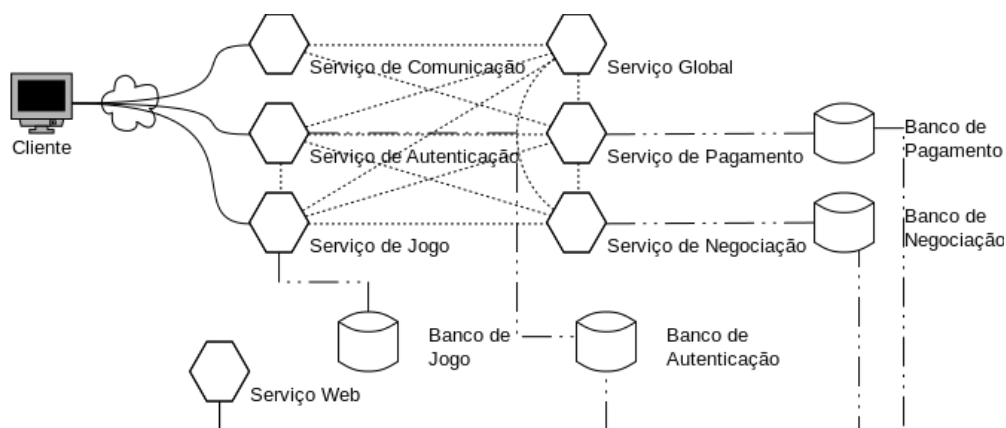 Serviço de Comunicação
Serviço Global
Cliente
Serviço de Autenticação
Serviço de Pagamento
Banco de
Pagamento
Serviço de Jogo
Serviço de Negociação
Banco de
Negociação
Banco de
Jogo
Banco de
Autenticação
Serviço Web